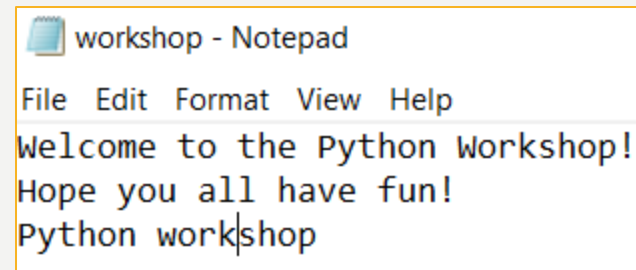 workshop - Notepad
File Edit Format View Help
Welcome to the Python Workshop!
Hope you all have fun!
Python workshop